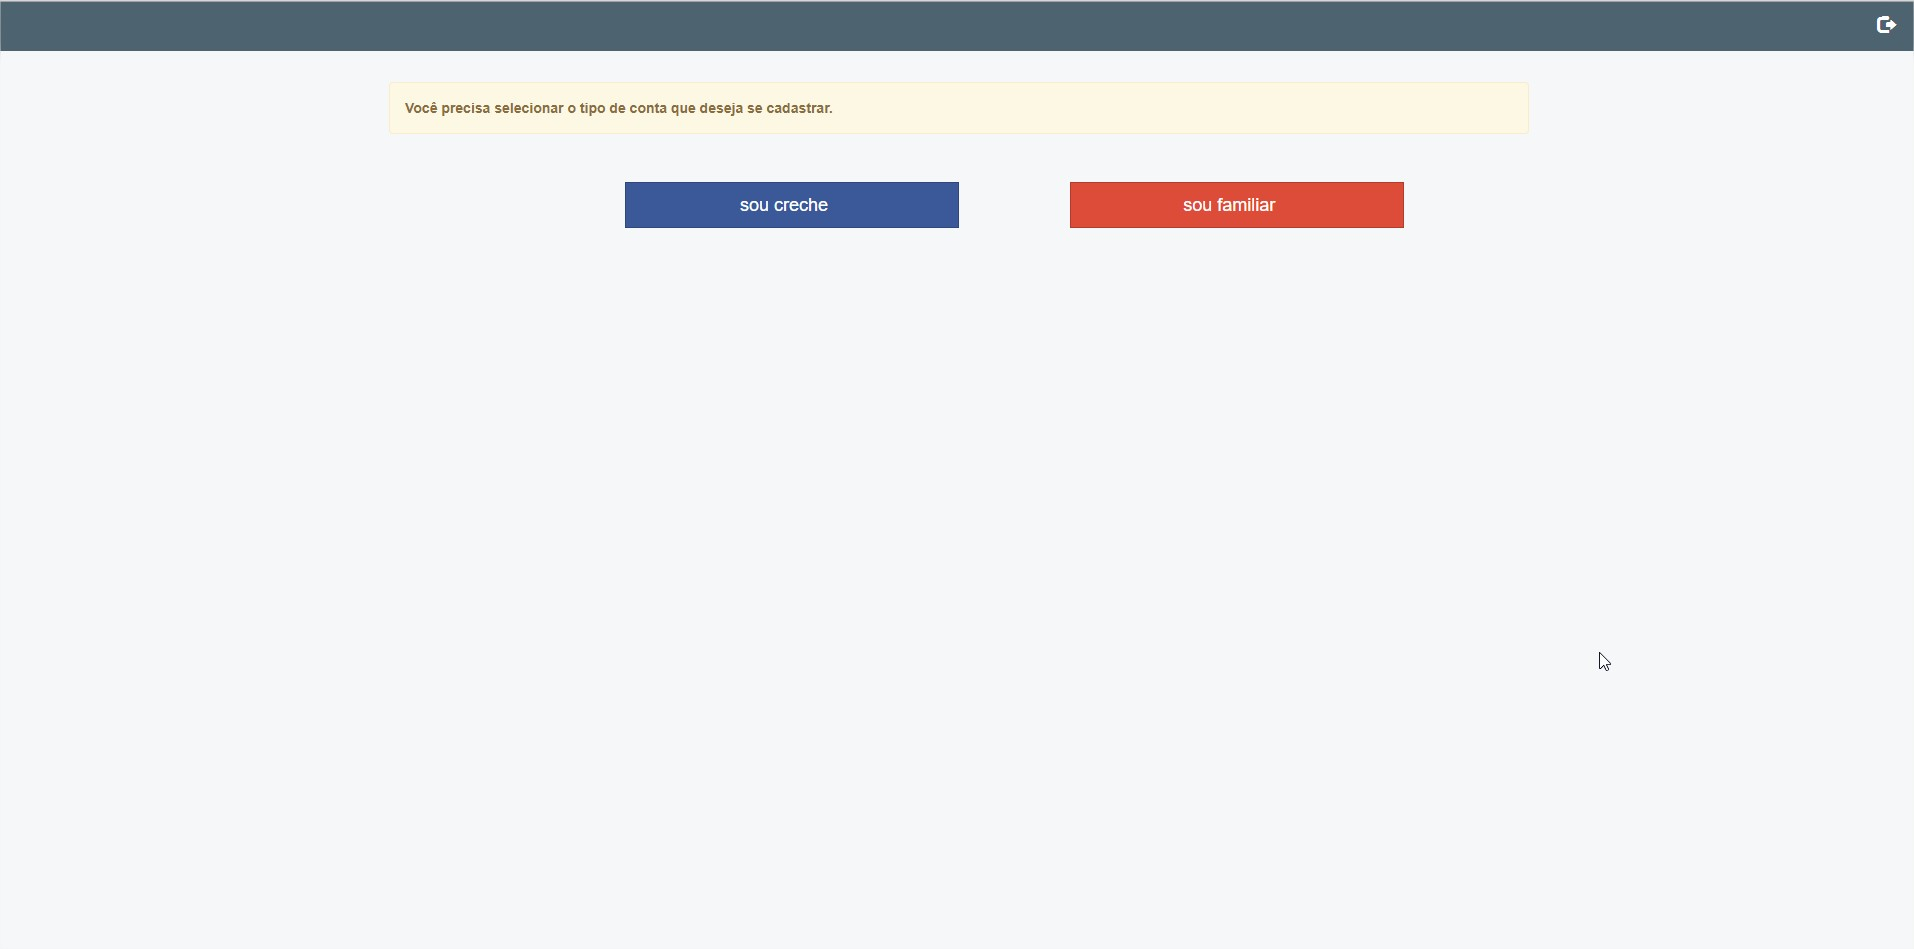 Você precisa selecionar o tipo de conta que deseja se cadastrar.
sou creche
sou familiar